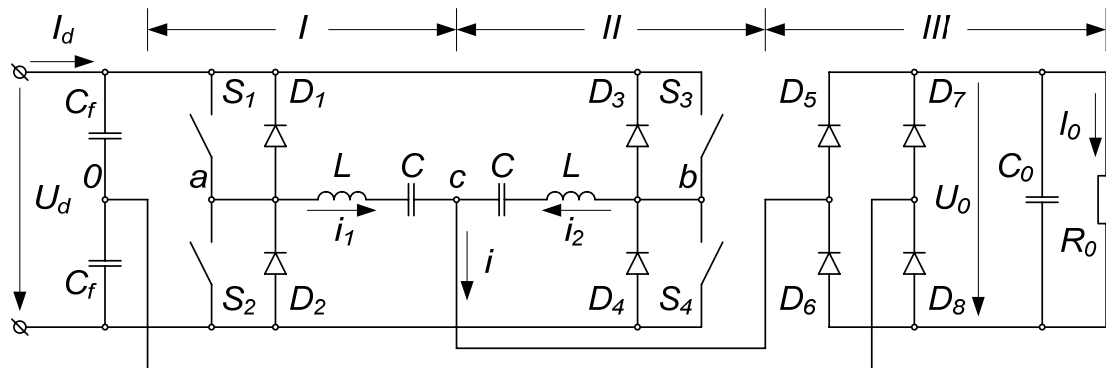 I II III
I_d
C_f S_1 D_1 D_3 S_3 D_5 D_7
I_0
0 a L C c C L b C_0
U_d U_0
i_1 i_2 R_0
i
C_f S_2 D_2 D_4 S_4 D_6 D_8